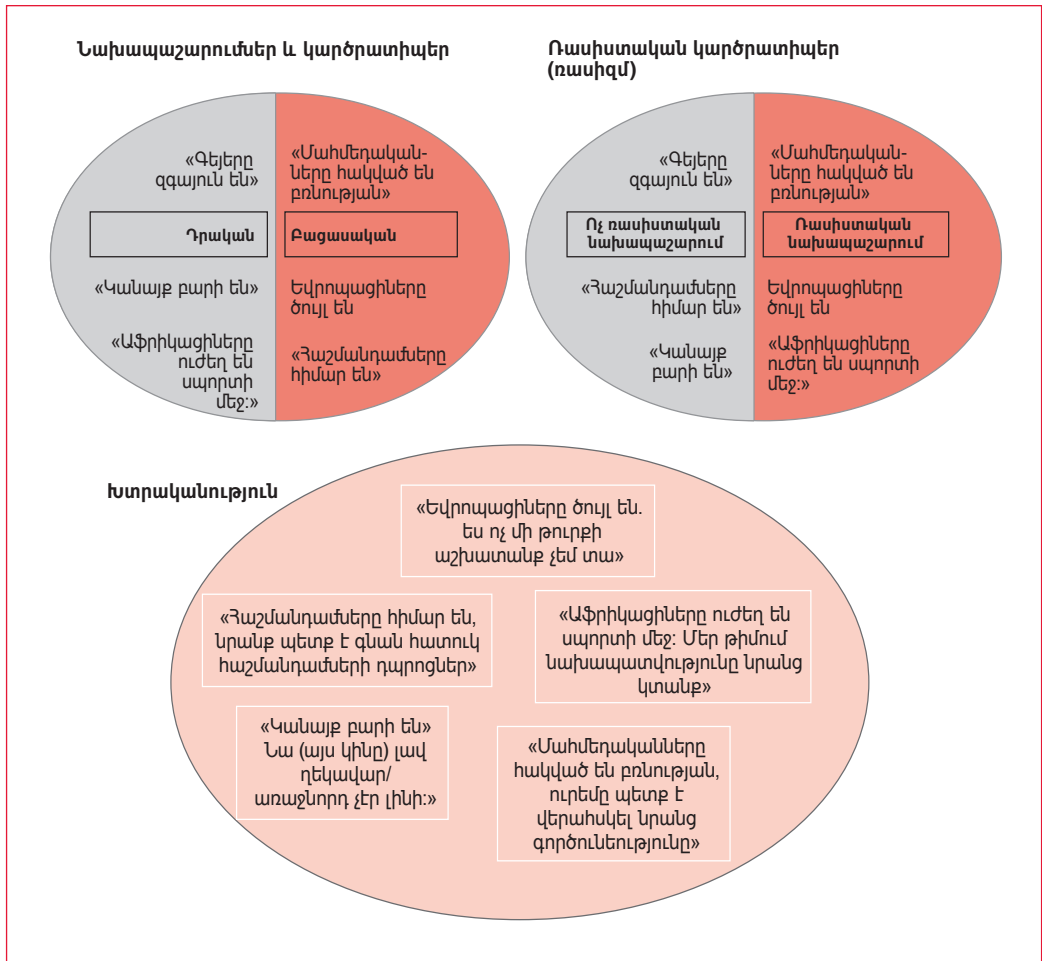 Նախապաշարումներ և կարծրատիպեր
«Գեյերը
զգայուն են»
Դրական
«Կանայք բարի են»
«Աֆրիկացիները
ուժեղ են
սպորտի
մեջ:»
«Մահմեդական-
ները հակված են
բռնության»
Բացասական
Եվրոպացիները
ծույլ են
«Հաշմանդամները
հիմար են»
Ռասիստական կարծրատիպեր
(ռասիզմ)
«Գեյերը
զգայուն են»
Ոչ ռասիստական
նախապաշարում
«Հաշմանդամները
հիմար են»
«Կանայք
բարի են»
«Մահմեդական-
ները հակված են
բռնության»
Ռասիստական
նախապաշարում
Եվրոպացիները
ծույլ են
«Աֆրիկացիները
ուժեղ են սպորտի
մեջ:»
Խտրականություն
«Եվրոպացիները ծույլ են.
ես ոչ մի թուրքի
աշխատանք չեմ տա»
«Հաշմանդամները հիմար են,
նրանք պետք է գնան հատուկ
հաշմանդամների դպրոցներ»
«Աֆրիկացիները ուժեղ են
սպորտի մեջ: Մեր թիմում
նախապատվությունը նրանց
կտանք»
«Կանայք բարի են»
Նա (այս կինը) լավ
ղեկավար/
առաջնորդ չէր լինի:»
«Մահմեդականները
հակված են բռնության,
ուրեմը պետք է
վերահսկել նրանց
գործունեությունը»